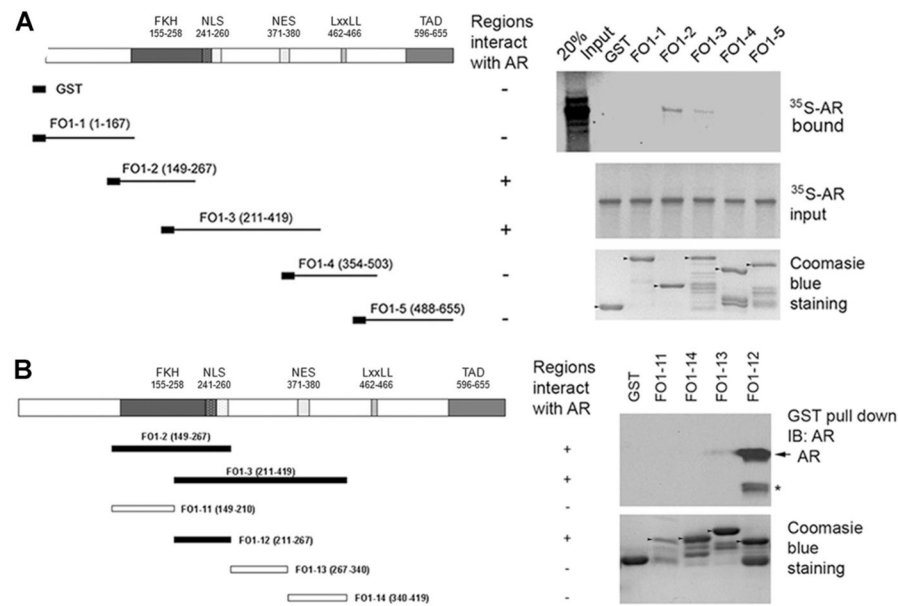 A
FKH NLS NES LxxLL TAD
155-258 241-260 371-380 462-466 596-655
Regions
interact
with AR
GST -
FO1-1 (1-167) -
FO1-2 (149-267) +
FO1-3 (211-419) +
FO1-4 (354-503) -
FO1-5 (488-655) -
20%
Input
GST
FO1-1
FO1-2
FO1-3
FO1-4
FO1-5
35S-AR
bound
35S-AR
input
Coomasie
blue
staining
B
FKH NLS NES LxxLL TAD
155-258 241-260 371-380 462-466 596-655
Regions
interact
with AR
FO1-2 (149-267) +
FO1-3 (211-419) +
FO1-11 (149-210) -
FO1-12 (211-267) +
FO1-13 (267-340) -
FO1-14 (340-419) -
GST
FO1-11
FO1-14
FO1-13
FO1-12
GST pull down
IB: AR
AR
*
Coomasie
blue
staining